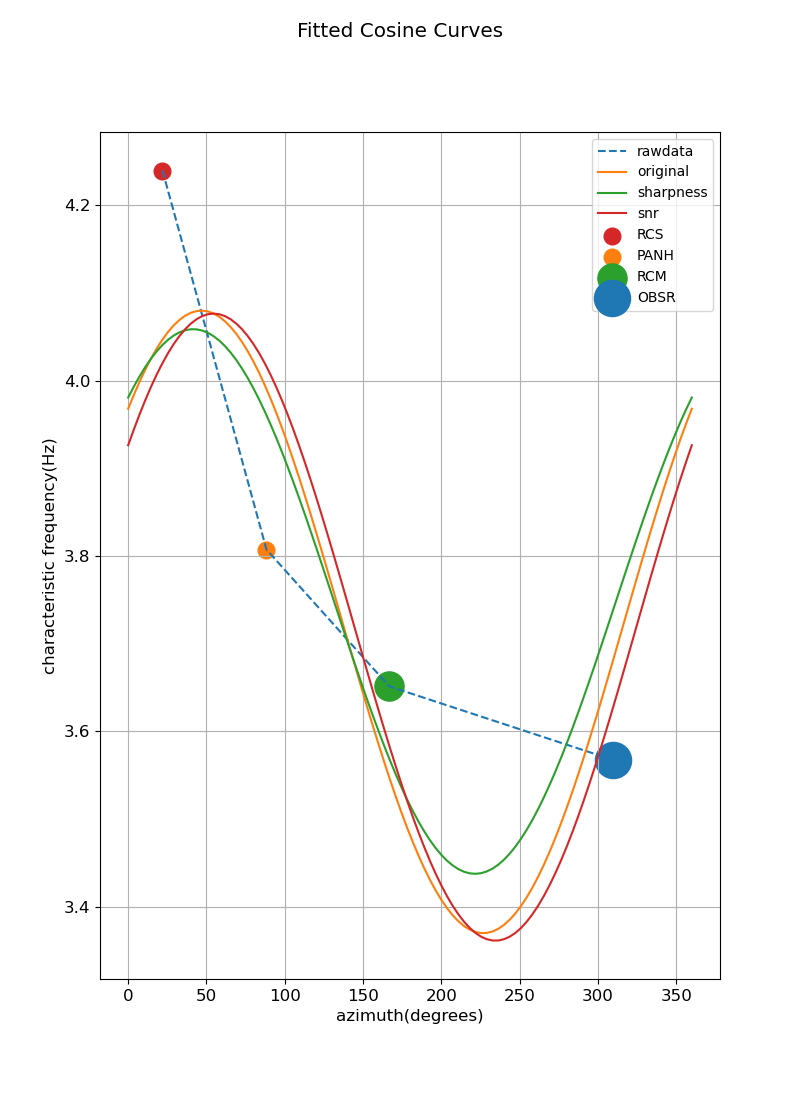 Fitted Cosine Curves
rawdata
original
sharpness
snr
RCS
PANH
RCM
OBSR
characteristic frequency(Hz)
4.2
4.0
3.8
3.6
3.4
0 50 100 150 200 250 300 350
azimuth(degrees)